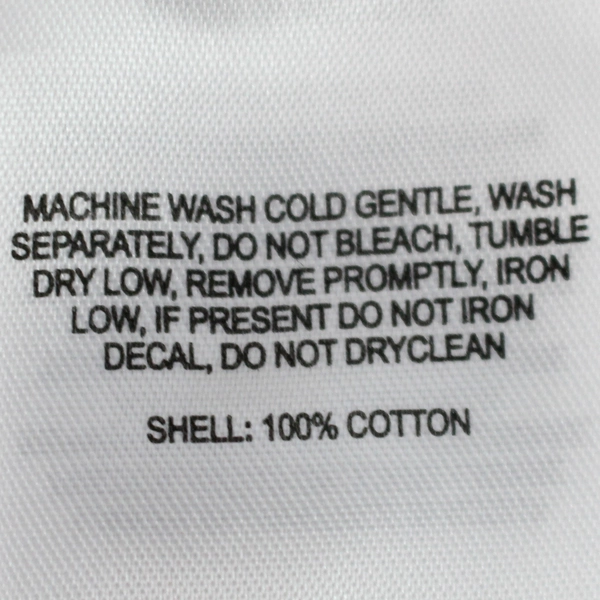 MACHINE WASH COLD GENTLE, WASH
SEPARATELY, DO NOT BLEACH, TUMBLE
DRY LOW, REMOVE PROMPTLY, IRON
LOW, IF PRESENT DO NOT IRON
DECAL, DO NOT DRYCLEAN
SHELL: 100% COTTON